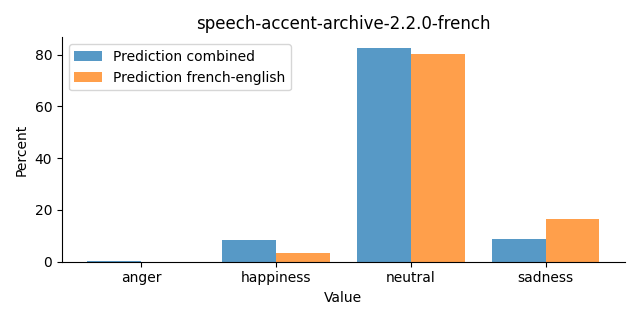 speech-accent-archive-2.2.0-french
Prediction combined
Prediction french-english
Percent
80
60
40
20
0
anger happiness neutral sadness
Value